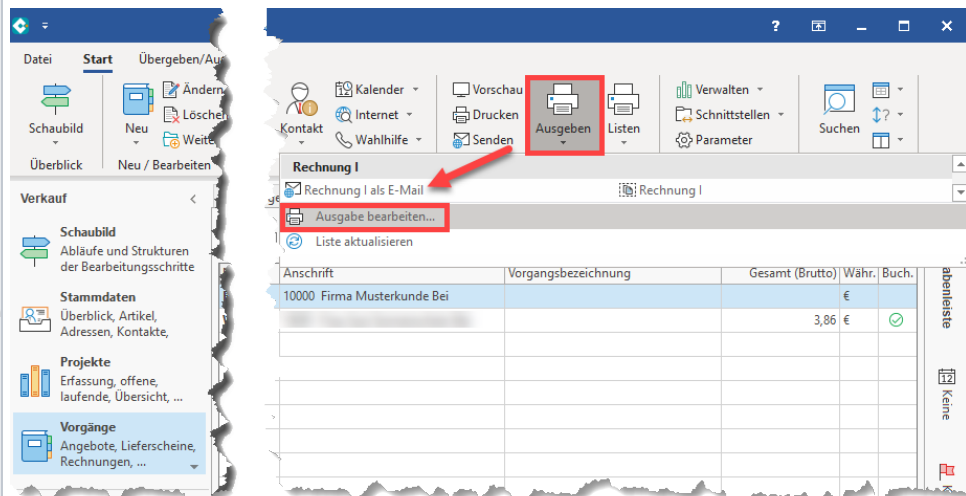 ?
Datei Start Übergeben/Au
Schaubild
Überblick
Neu
Ändern
Lösche
Weite
Neu / Bearbeiten
Kontakt
Kalender
Internet
Wahlhilfe
Vorschau
Drucken
Senden
Ausgeben
Listen
Verwalten
Schnittstellen
Parameter
Suchen
?
Rechnung I
Rechnung I als E-Mail
Rechnung I
Ausgabe bearbeiten...
Liste aktualisieren
Verkauf
Schaubild
Abläufe und Strukturen
der Bearbeitungsschritte
Stammdaten
Überblick, Artikel,
Adressen, Kontakte,
Projekte
Erfassung, offene,
laufende, Übersicht, ...
Vorgänge
Angebote, Lieferscheine,
Rechnungen, ...
Anschrift Vorgangsbezeichnung Gesamt (Brutto) Währ. Buch.
10000 Firma Musterkunde Bei €
3,86 €
abenleiste
12
Keine